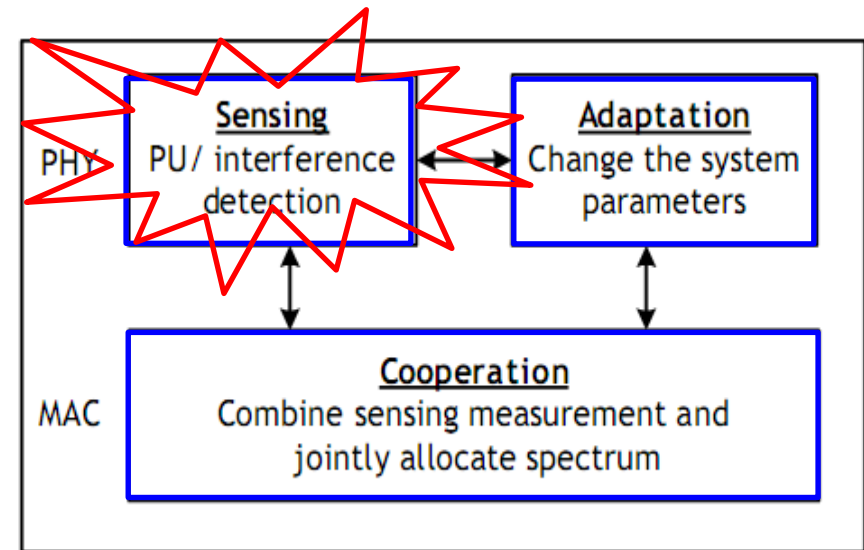 Sensing
PHY
PU/ interference
detection
Adaptation
Change the system
parameters
Cooperation
MAC
Combine sensing measurement and
jointly allocate spectrum